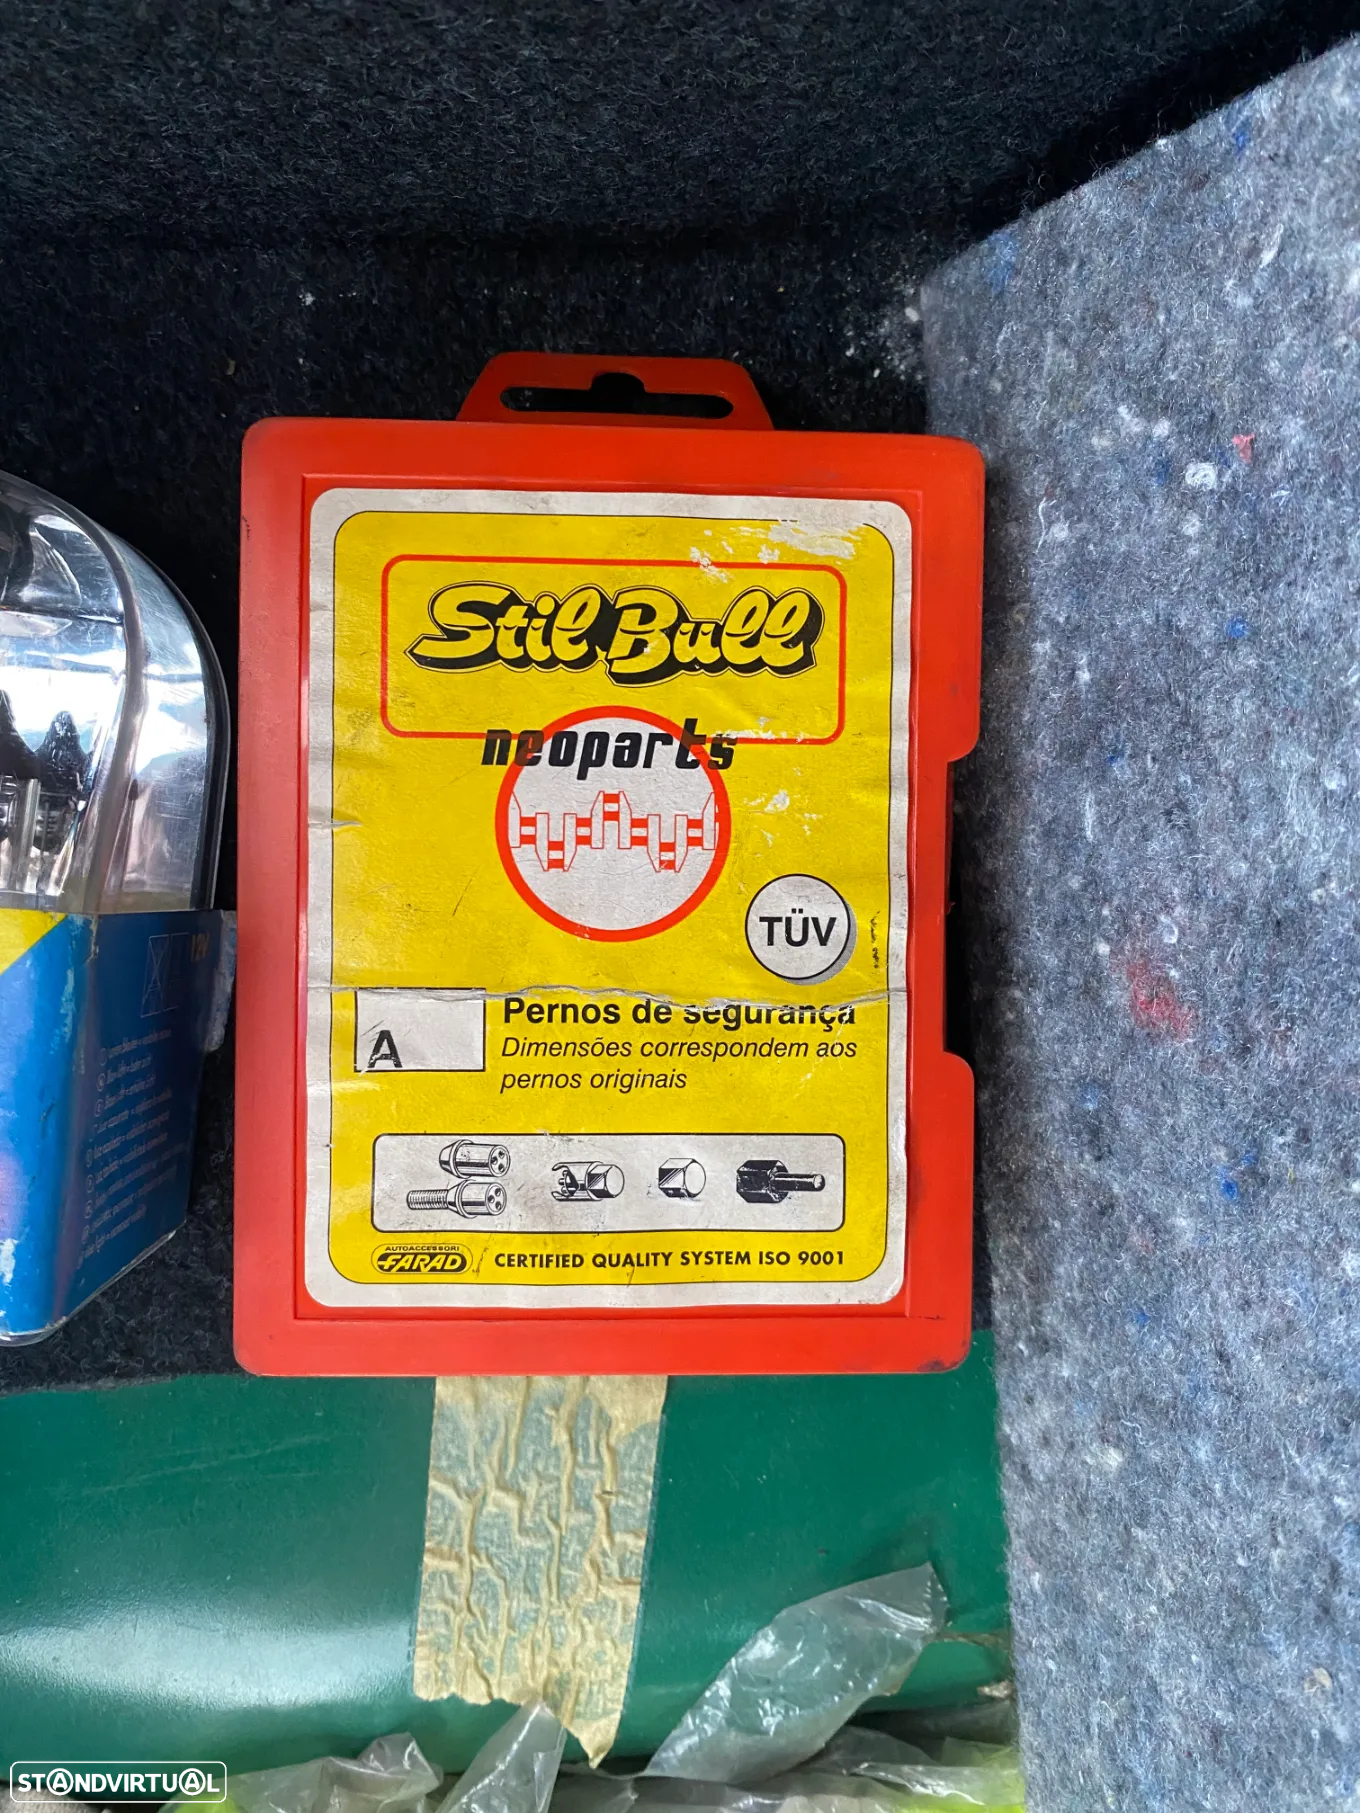 Stil Bull
neoparts
TÜV
12V
A
Pernos de segurança
Dimensões correspondem aos
pernos originais
AUTOACCESSORI
FARAD
CERTIFIED QUALITY SYSTEM ISO 9001
STANDVIRTUAL